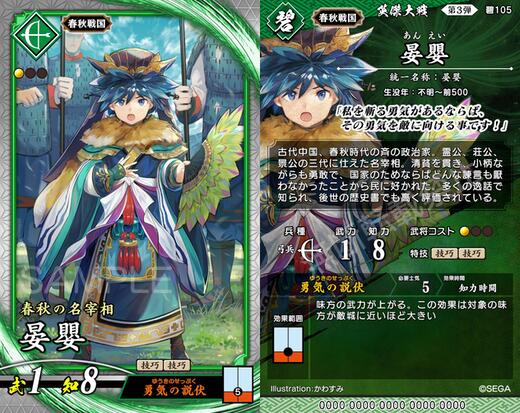 春秋戦国
SAMPLE
春秋の名宰相
晏嬰
技巧 技巧
武1 知8
ゆうきのせっぷく
勇気の説伏
5
碧
春秋戦国
英傑大戦
第3弾
碧105
あん えい
晏嬰
統一名称：晏嬰
生没年：不明～前500
「私を斬る勇気があるならば、
その勇気を敵に向ける事です！」
古代中国、春秋時代の斉の政治家。霊公、荘公、
景公の三代に仕えた名宰相。清貧を貫き、小柄な
がらも勇敢で、国家のためならばどんな諫言も厭
わなかったことから民に好かれた。多くの逸話で
知られ、後世の歴史書でも高く評価されている。
兵種 武力 知力 武将コスト
弓兵 1 8
特技 技巧 技巧
ゆうきのせっぷく
勇気の説伏
必要士気 効果時間
5 知力時間
効果範囲
味方の武力が上がる。この効果は対象の味
方が敵城に近いほど大きい
Illustration:かわすみ
©SEGA
0000-0000-0000-0000-0000